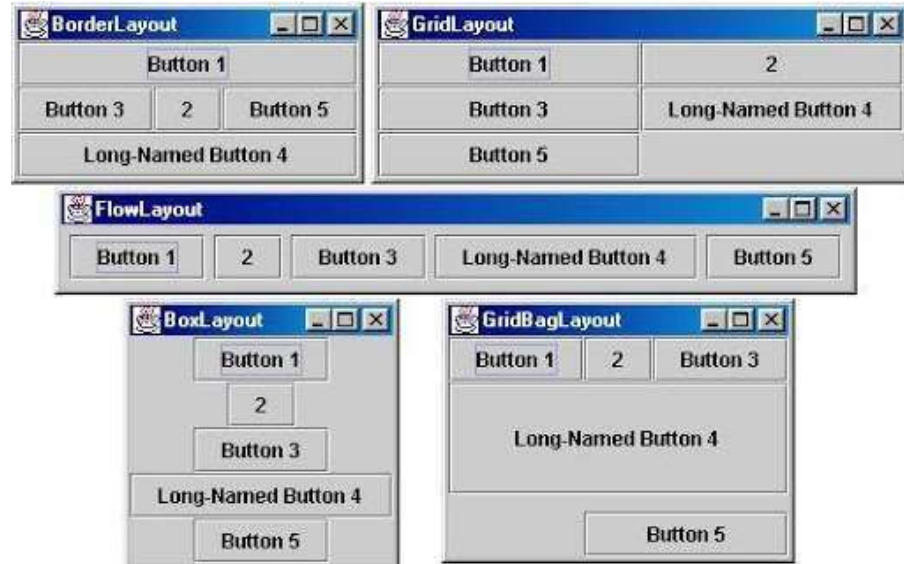 BorderLayout
Button 1
Button 3 2 Button 5
Long-Named Button 4
GridLayout
Button 1 2
Button 3 Long-Named Button 4
Button 5
FlowLayout
Button 1 2 Button 3 Long-Named Button 4 Button 5
BoxLayout
Button 1
2
Button 3
Long-Named Button 4
Button 5
GridBagLayout
Button 1 2 Button 3
Long-Named Button 4
Button 5